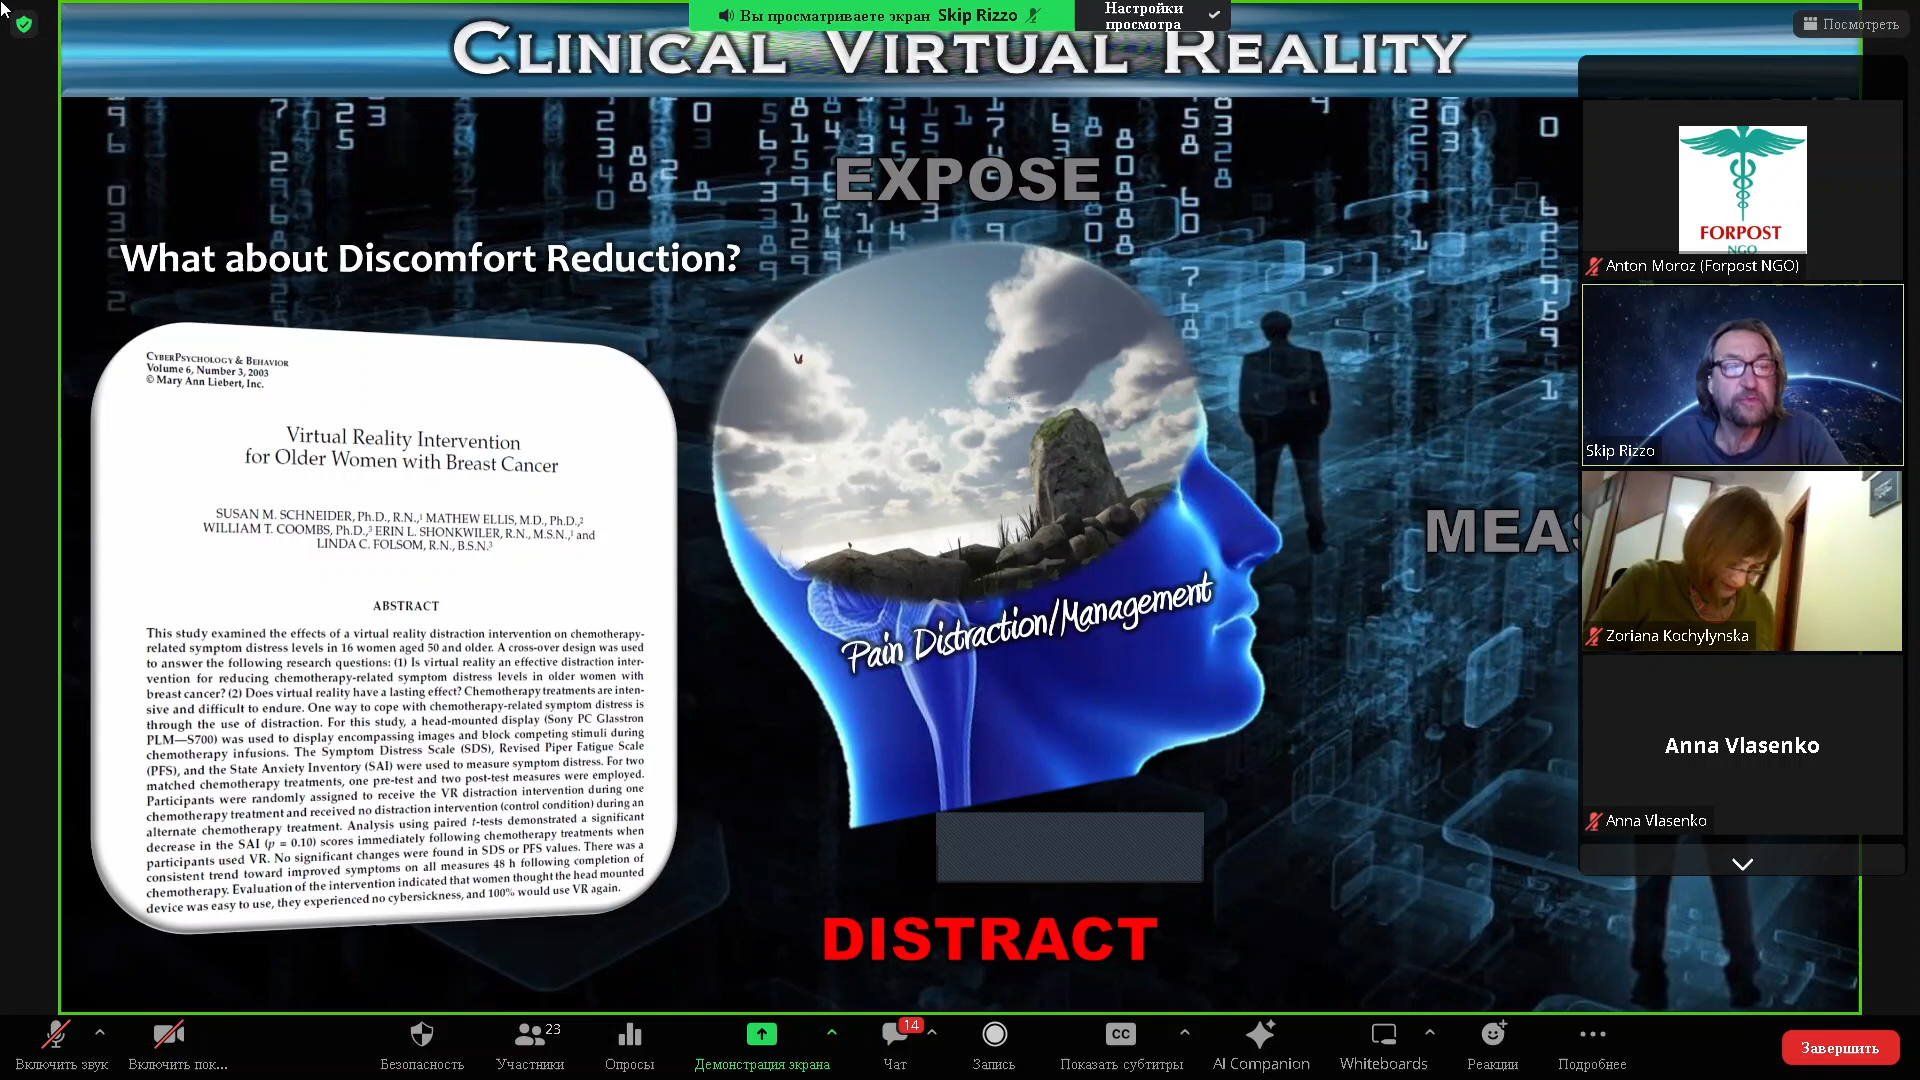 Вы просматриваете экран Skip Rizzo
Настройки
просмотра
Посмотреть
CLINICAL VIRTUAL REALITY
EXPOSE
What about Discomfort Reduction?
CYBERPSYCHOLOGY & BEHAVIOR
Volume 6, Number 3, 2003
© Mary Ann Liebert, Inc.
Virtual Reality Intervention
for Older Women with Breast Cancer
SUSAN M. SCHNEIDER, Ph.D., R.N.,¹ MATHEW ELLIS, M.D., Ph.D.,²
WILLIAM T. COOMBS, Ph.D.,³ ERIN L. SHONKWILER, R.N., M.S.N.,¹ and
LINDA C. FOLSOM, R.N., B.S.N.³
ABSTRACT
This study examined the effects of a virtual reality distraction intervention on chemotherapy-
related symptom distress levels in 16 women aged 50 and older. A cross-over design was used
to answer the following research questions: (1) Is virtual reality an effective distraction inter-
vention for reducing chemotherapy-related symptom distress levels in older women with
breast cancer? (2) Does virtual reality have a lasting effect? Chemotherapy treatments are inten-
sive and difficult to endure. One way to cope with chemotherapy-related symptom distress is
through the use of distraction. For this study, a head-mounted display (Sony PC Glasstron
PLM—S700) was used to display encompassing images and block competing stimuli during
chemotherapy infusions. The Symptom Distress Scale (SDS), Revised Piper Fatigue Scale
(PFS), and the State Anxiety Inventory (SAI) were used to measure symptom distress. For two
matched chemotherapy treatments, one pre-test and two post-test measures were employed.
Participants were randomly assigned to receive the VR distraction intervention during one
chemotherapy treatment and received no distraction intervention (control condition) during an
alternate chemotherapy treatment. Analysis using paired t-tests demonstrated a significant
decrease in the SAI (p = 0.10) scores immediately following chemotherapy treatments when
participants used VR. No significant changes were found in SDS or PFS values. There was a
consistent trend toward improved symptoms on all measures 48 h following completion of
chemotherapy. Evaluation of the intervention indicated that women thought the head mounted
device was easy to use, they experienced no cybersickness, and 100% would use VR again.
Pain Distraction/Management
MEAS
DISTRACT
FORPOST
NGO
Anton Moroz (Forpost NGO)
Skip Rizzo
Zoriana Kochylynska
Anna Vlasenko
Anna Vlasenko
Включить звук
Включить пок...
Безопасность
23
Участники
Опросы
Демонстрация экрана
14
Чат
Запись
CC
Показать субтитры
AI Companion
Whiteboards
Реакции
Подробнее
Завершить